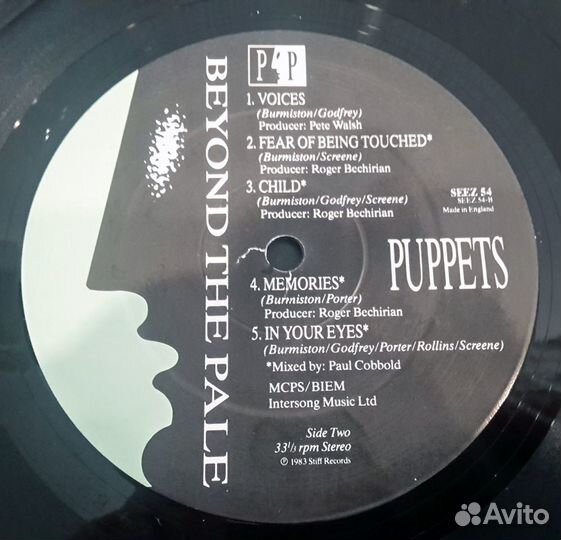 BEYOND THE PALE
P P
1. VOICES
(Burmiston/Godfrey)
Producer: Pete Walsh
2. FEAR OF BEING TOUCHED*
(Burmiston/Screene)
Producer: Roger Bechirian
3. CHILD*
(Burmiston/Godfrey/Screene)
Producer: Roger Bechirian
SEEZ 54
SEEZ 54-B
Made in England
PUPPETS
4. MEMORIES*
(Burmiston/Porter)
Producer: Roger Bechirian
5. IN YOUR EYES*
(Burmiston/Godfrey/Porter/Rollins/Screene)
*Mixed by: Paul Cobbold
MCPS/BIEM
Intersong Music Ltd
Side Two
33⅓ rpm Stereo
℗ 1983 Stiff Records
Avito